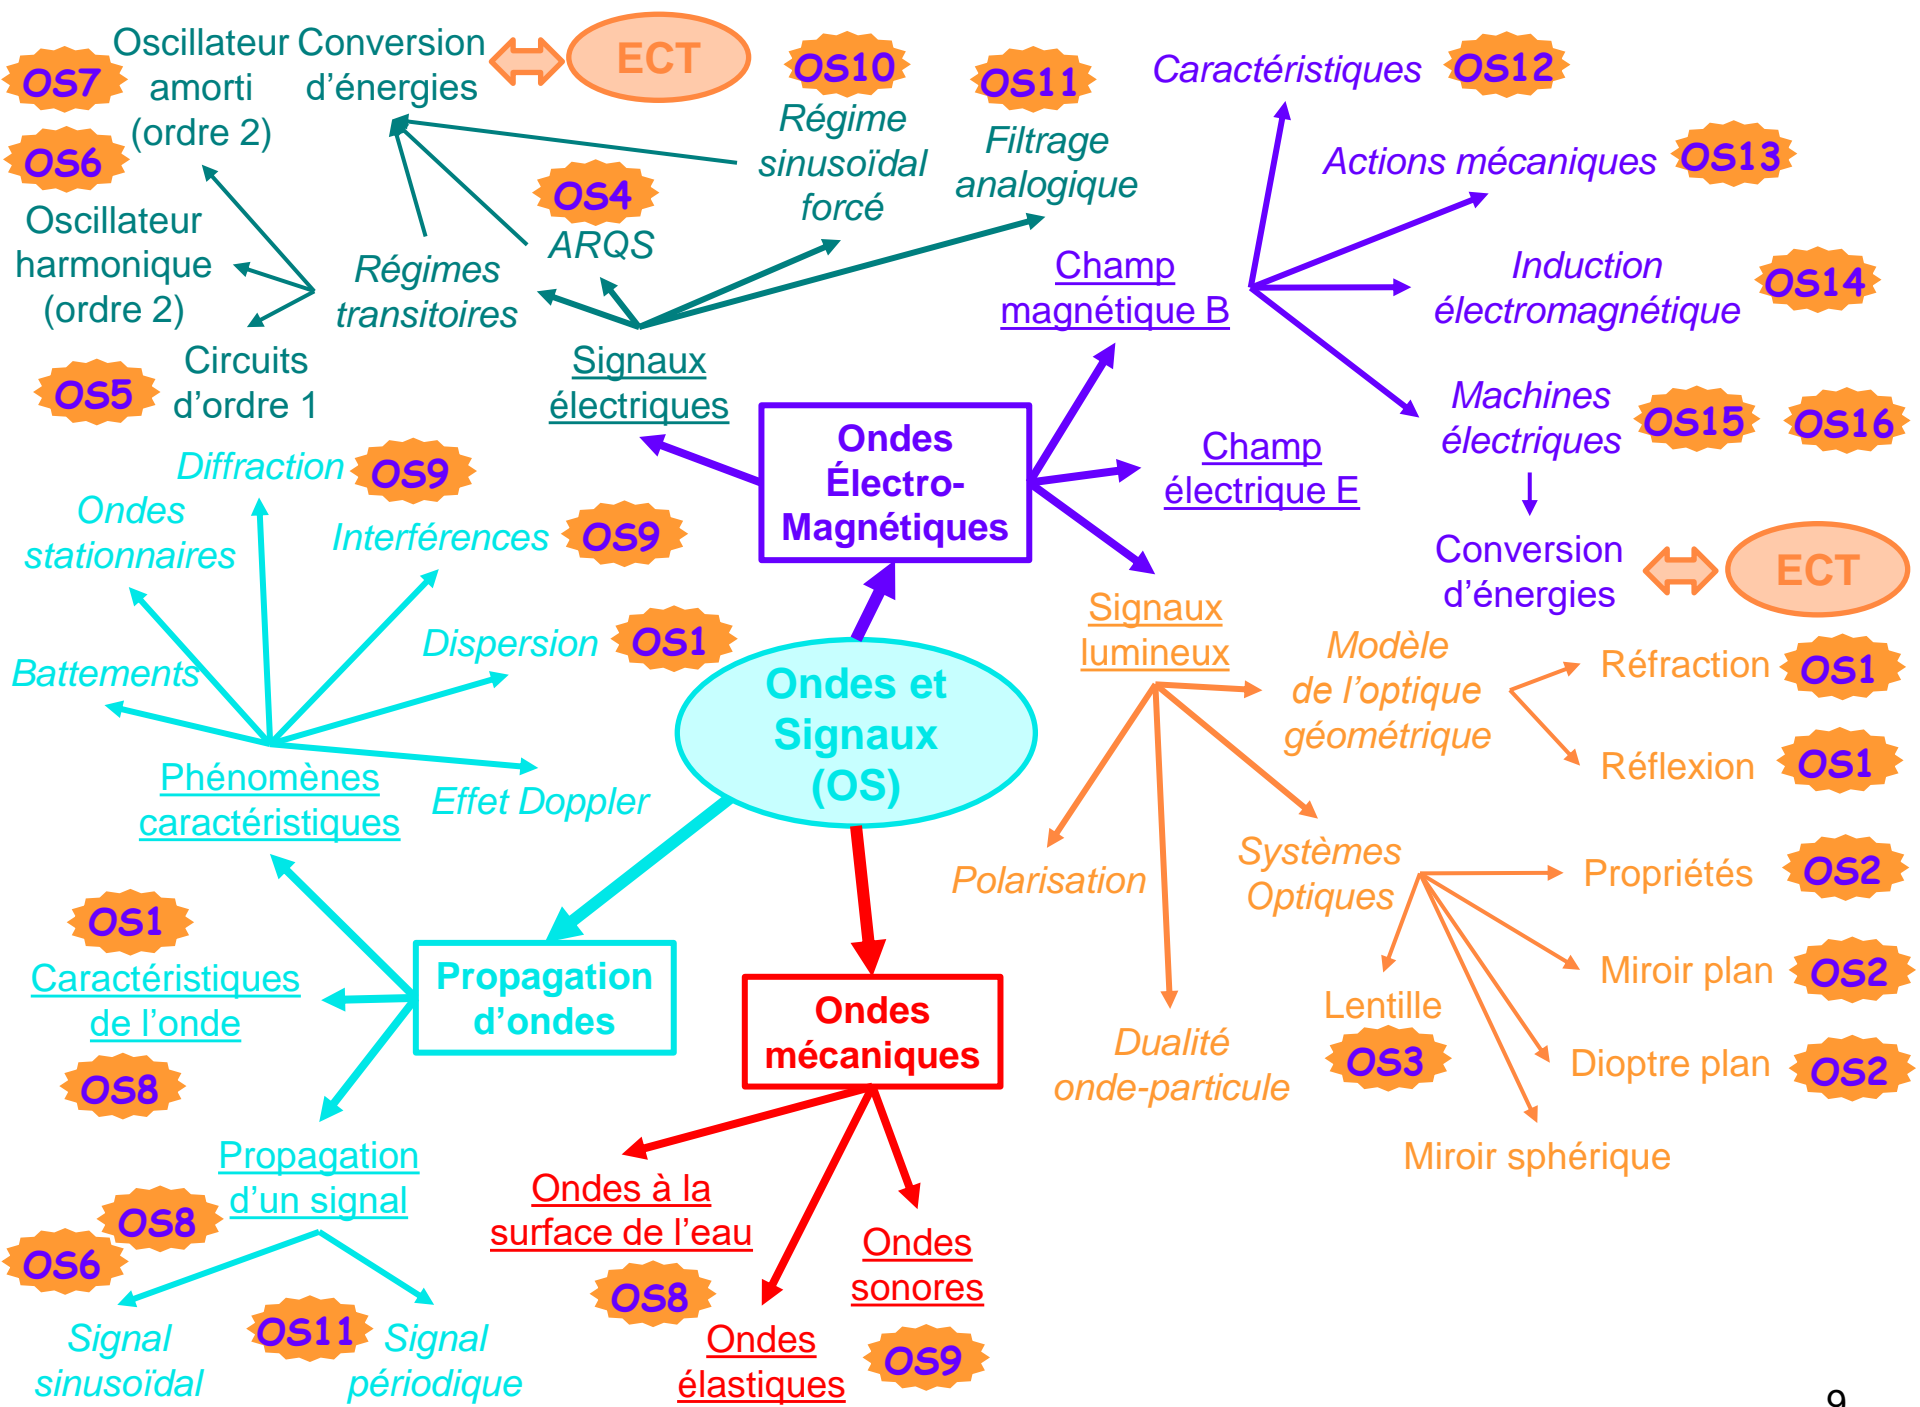 OS7
Oscillateur
amorti
(ordre 2)
Conversion
d’énergies
ECT
OS10
Régime
sinusoïdal
forcé
OS11
Filtrage
analogique
Caractéristiques
OS12
OS6
Oscillateur
harmonique
(ordre 2)
OS4
ARQS
Régimes
transitoires
Actions mécaniques
OS13
Champ
magnétique B
Induction
électromagnétique
OS14
OS5
Circuits
d’ordre 1
Signaux
électriques
Ondes
Électro-
Magnétiques
Champ
électrique E
Machines
électriques
OS15
OS16
Conversion
d’énergies
ECT
Diffraction
OS9
Ondes
stationnaires
Interférences
OS9
Dispersion
OS1
Battements
Phénomènes
caractéristiques
Effet Doppler
Ondes et
Signaux
(OS)
Signaux
lumineux
Modèle
de l’optique
géométrique
Réfraction
OS1
Réflexion
OS1
Polarisation
Systèmes
Optiques
Propriétés
OS2
Miroir plan
OS2
Lentille
OS3
Dioptre plan
OS2
Miroir sphérique
Dualité
onde-particule
OS1
Caractéristiques
de l’onde
OS8
Propagation
d’ondes
Ondes
mécaniques
Propagation
d’un signal
OS8
OS6
Signal
sinusoïdal
OS11
Signal
périodique
Ondes à la
surface de l’eau
OS8
Ondes
élastiques
Ondes
sonores
OS9
9